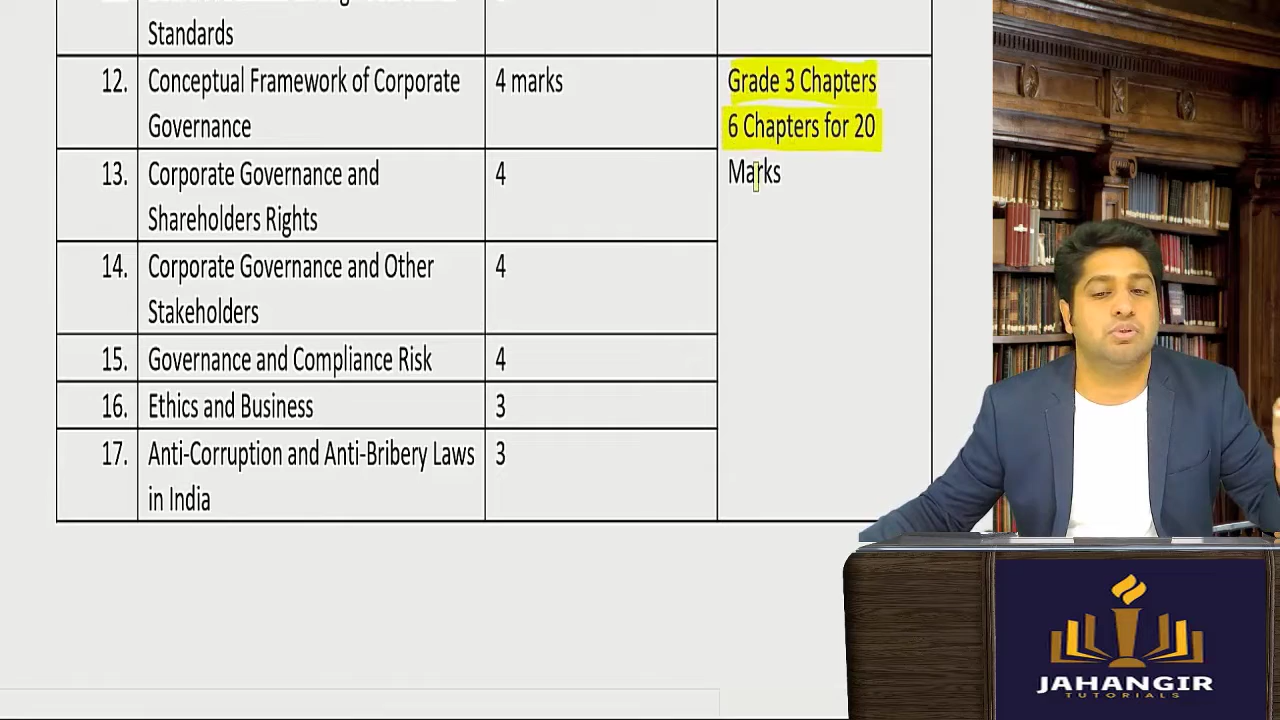 Standards
12. Conceptual Framework of Corporate Governance 4 marks Grade 3 Chapters
6 Chapters for 20
Marks
13. Corporate Governance and
Shareholders Rights 4
14. Corporate Governance and Other
Stakeholders 4
15. Governance and Compliance Risk 4
16. Ethics and Business 3
17. Anti-Corruption and Anti-Bribery Laws
in India 3
JAHANGIR
TUTORIALS